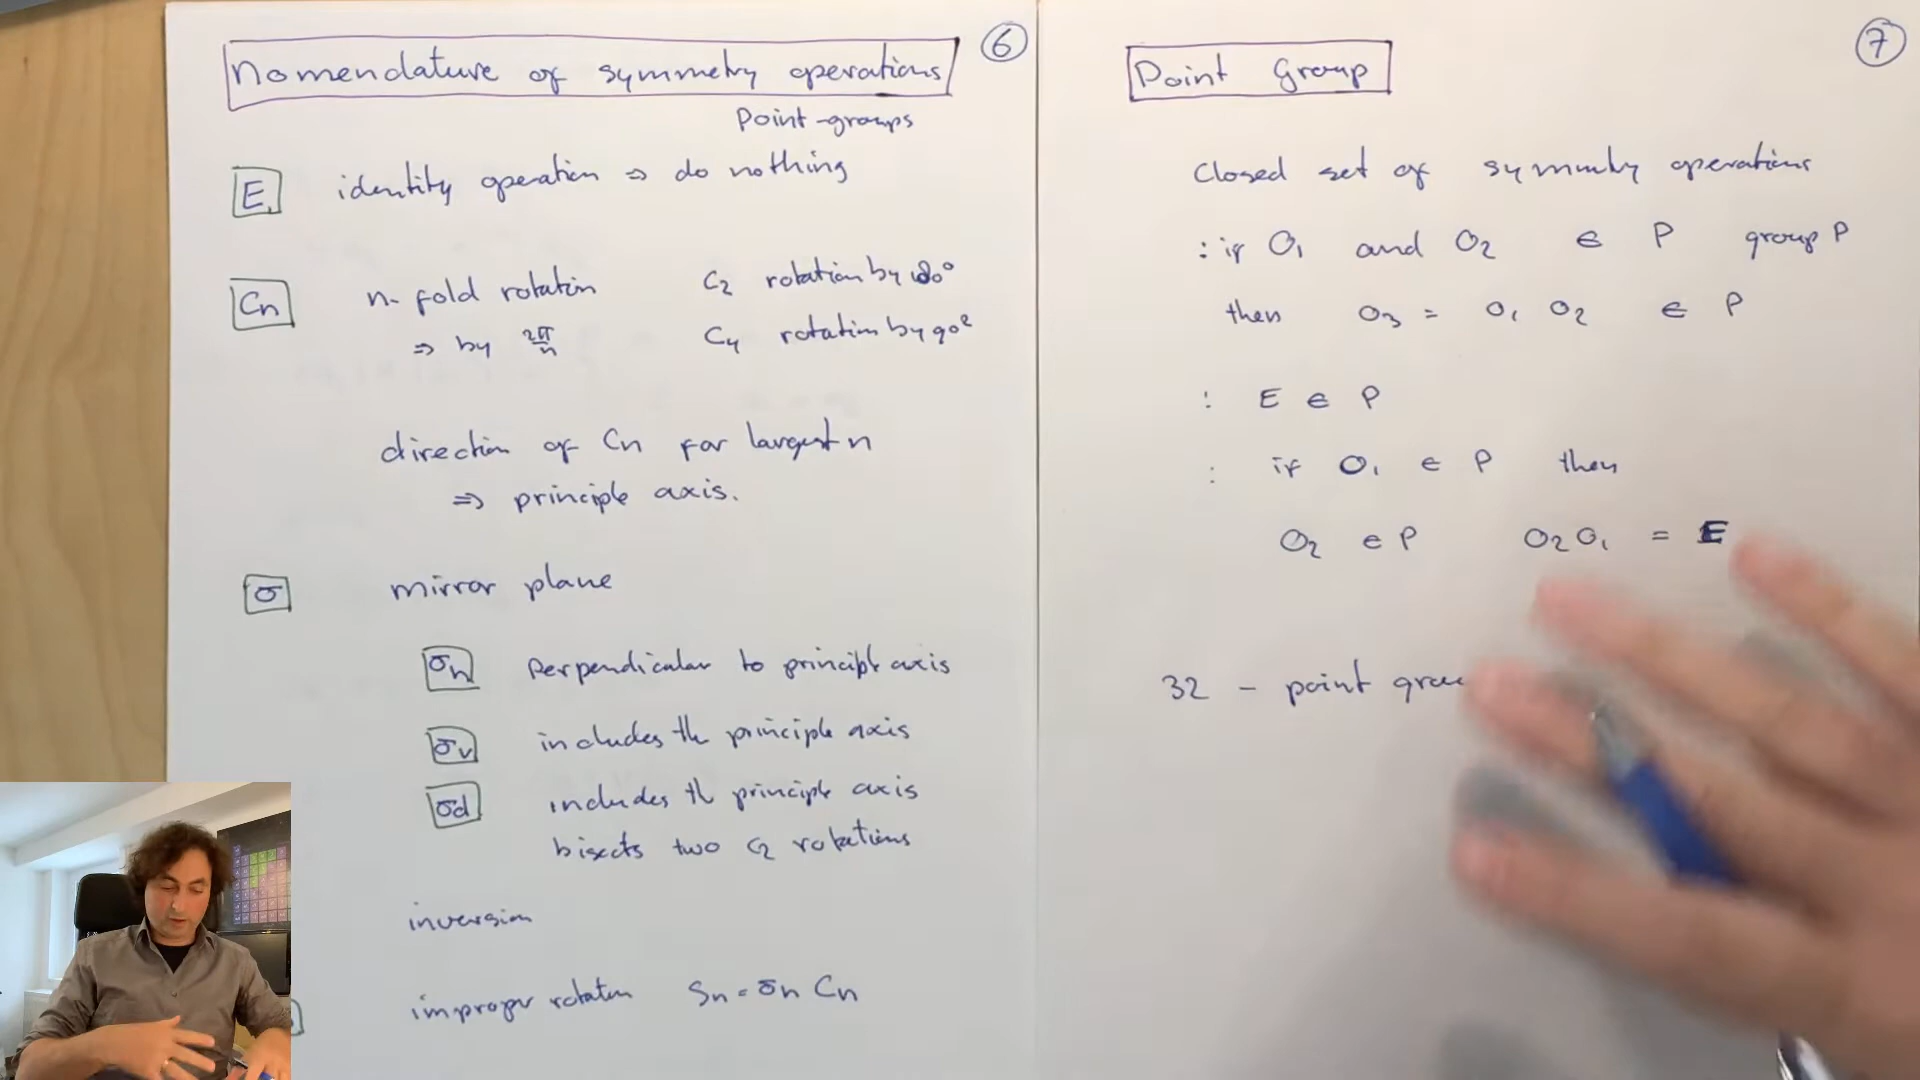 6
Nomenclature of symmetry operations
Point-groups
E identity operation ⇒ do nothing
Cn n-fold rotation C2 rotation by 180°
⇒ by 2π/n C4 rotation by 90°
direction of Cn for largest n
⇒ principle axis.
σ mirror plane
σh Perpendicular to principle axis
σv includes the principle axis
σd includes the principle axis
bisects two C2 rotations
inversion
improper rotation Sn = σh Cn
7
Point Group
Closed set of symmetry operations
: if O1 and O2 ∈ P group P
then O3 = O1 O2 ∈ P
: E ∈ P
: if O1 ∈ P then
O2 ∈ P O2O1 = E
32 - point grou